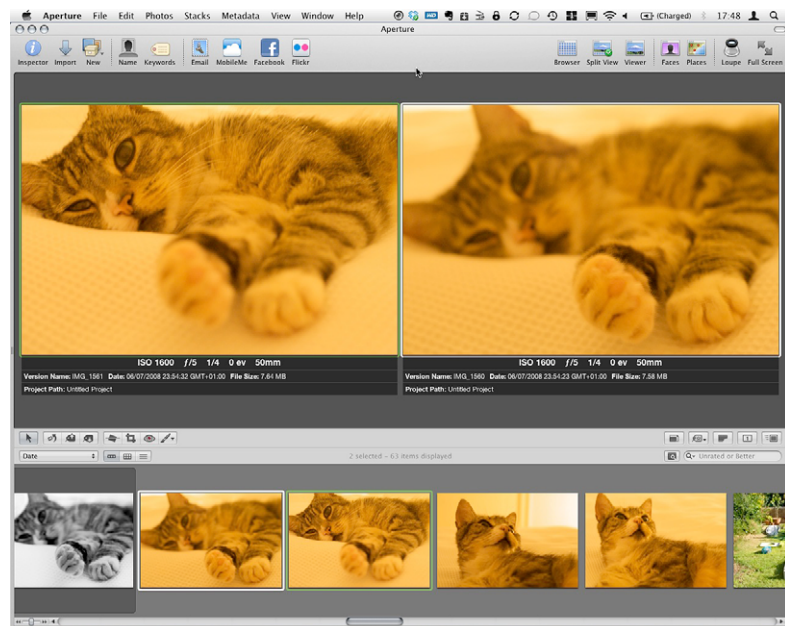 Aperture File Edit Photos Stacks Metadata View Window Help (Charged) 17:48
Aperture
Inspector Import New Name Keywords Email MobileMe Facebook Flickr Browser Split View Viewer Faces Places Loupe Full Screen
ISO 1600 ƒ/5 1/4 0 ev 50mm
Version Name: IMG_1561 Date: 06/07/2008 23:54:32 GMT+01:00 File Size: 7.64 MB
Project Path: Untitled Project
ISO 1600 ƒ/5 1/4 0 ev 50mm
Version Name: IMG_1560 Date: 06/07/2008 23:54:23 GMT+01:00 File Size: 7.58 MB
Project Path: Untitled Project
Date 2 selected - 63 items displayed Unrated or Better